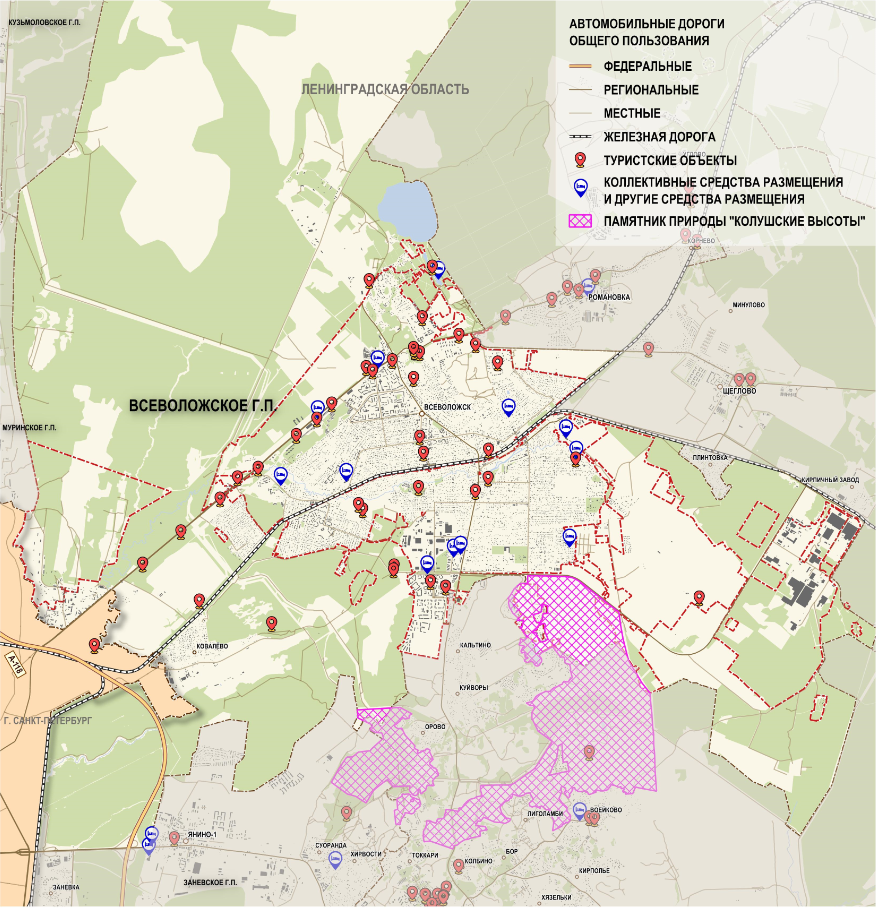 КУЗЬМОЛОВСКОЕ Г.П.
АВТОМОБИЛЬНЫЕ ДОРОГИ
ОБЩЕГО ПОЛЬЗОВАНИЯ
ФЕДЕРАЛЬНЫЕ
РЕГИОНАЛЬНЫЕ
МЕСТНЫЕ
ЖЕЛЕЗНАЯ ДОРОГА
ТУРИСТСКИЕ ОБЪЕКТЫ
КОЛЛЕКТИВНЫЕ СРЕДСТВА РАЗМЕЩЕНИЯ
И ДРУГИЕ СРЕДСТВА РАЗМЕЩЕНИЯ
ПАМЯТНИК ПРИРОДЫ "КОЛУШСКИЕ ВЫСОТЫ"
ЛЕНИНГРАДСКАЯ ОБЛАСТЬ
КОРНЕВО
РОМАНОВКА
МИНУЛОВО
ЩЕГЛОВО
ВСЕВОЛОЖСКОЕ Г.П.
ВСЕВОЛОЖСК
МУРИНСКОЕ Г.П.
ПЛИНТОВКА
КИРПИЧНЫЙ ЗАВОД
КОВАЛЕВО
КАЛЬТИНО
А-118
КУЙВОРЫ
Г. САНКТ-ПЕТЕРБУРГ
ОРОВО
ЛИГОЛАМБИ
ВОЕЙКОВО
ЯНИНО-1
СУОРАНДА
ХИРВОСТИ
ТОККАРИ
БОР
КОЛБИНО
КИРПОЛЬЕ
ЗАНЕВКА
ЗАНЕВСКОЕ Г.П.
ХЯЗЕЛЬКИ